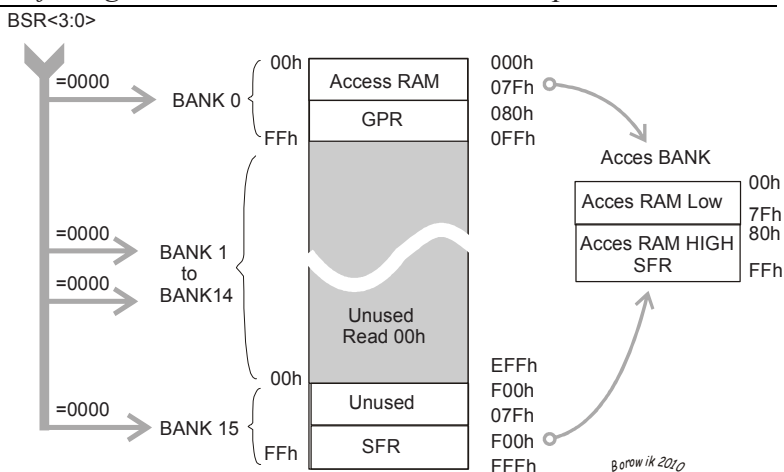 BSR<3:0>
=0000
BANK 0
00h
FFh
Access RAM
GPR
000h
07Fh
080h
0FFh
Acces BANK
Acces RAM Low
Acces RAM HIGH
SFR
00h
7Fh
80h
FFh
=0000
=0000
BANK 1
to
BANK14
Unused
Read 00h
EFFh
=0000
BANK 15
00h
FFh
Unused
SFR
F00h
07Fh
F00h
FFFh
Borowik 2010